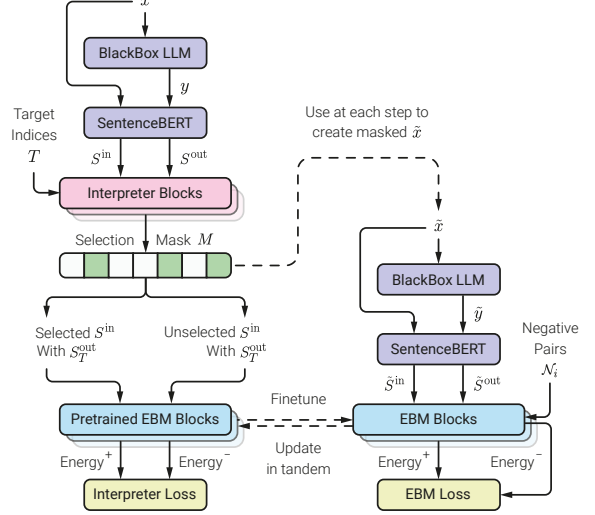 x
BlackBox LLM
y
SentenceBERT
Target
Indices
T
S^in
S^out
Interpreter Blocks
Selection Mask M
Selected S^in
With S_T^out
Unselected S^in
With S_T^out
Pretrained EBM Blocks
Energy^+
Energy^-
Interpreter Loss
Use at each step to
create masked x̃
x̃
BlackBox LLM
ỹ
SentenceBERT
S̃^in
S̃^out
Negative
Pairs
𝒩_i
Finetune
Update
in tandem
EBM Blocks
Energy^+
Energy^-
EBM Loss